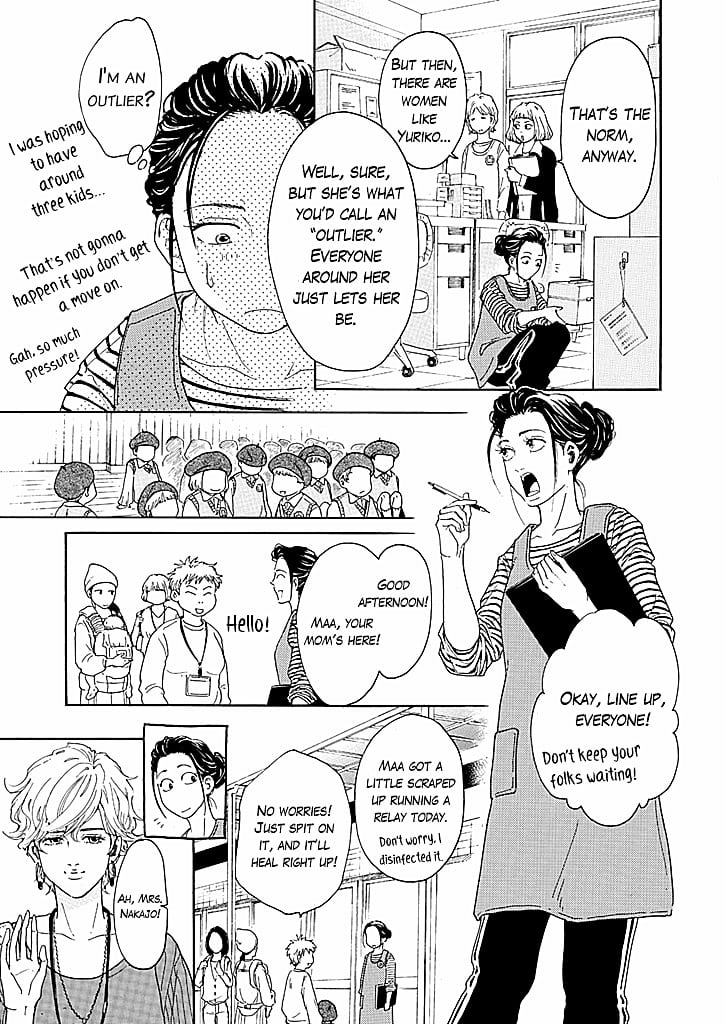 THAT'S THE
NORM,
ANYWAY.
BUT THEN,
THERE ARE
WOMEN
LIKE
YURIKO...
WELL, SURE,
BUT SHE'S WHAT
YOU'D CALL AN
"OUTLIER."
EVERYONE
AROUND HER
JUST LETS HER
BE.
I'M AN
OUTLIER?
I was hoping
to have
around
three kids...
That's not gonna
happen if you don't get
a move on.
Gah, so much
pressure!
OKAY, LINE UP,
EVERYONE!
Don't keep your
folks waiting!
GOOD
AFTERNOON!
MAA, YOUR
MOM'S HERE!
Hello!
MAA GOT A
LITTLE SCRAPED
UP RUNNING A
RELAY TODAY.
Don't worry, I
disinfected it.
NO WORRIES!
JUST SPIT ON
IT, AND IT'LL
HEAL RIGHT UP!
AH, MRS.
NAKAJO!